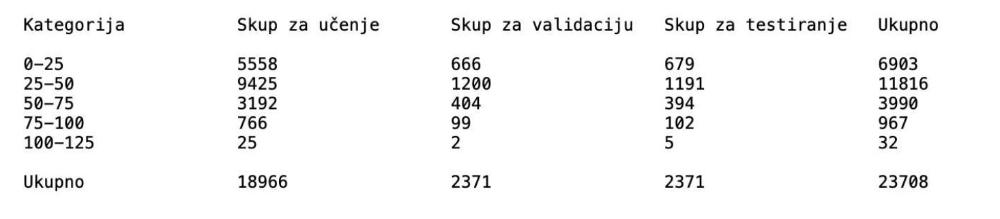 Kategorija Skup za učenje Skup za validaciju Skup za testiranje Ukupno
0-25 5558 666 679 6903
25-50 9425 1200 1191 11816
50-75 3192 404 394 3990
75-100 766 99 102 967
100-125 25 2 5 32
Ukupno 18966 2371 2371 23708